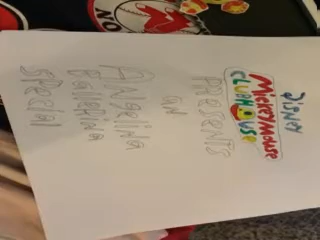 Disney
Mickey Mouse
CLUBHOUSE
PRESENTS
AN
ANgeliNa
BalleRiNa
SPecial